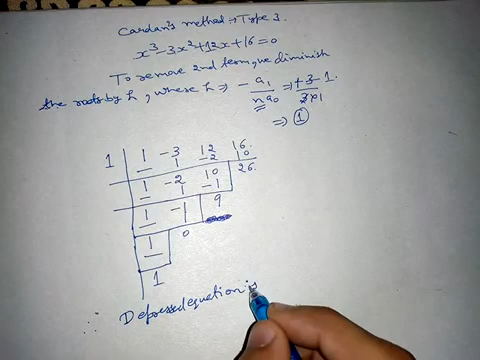 Cardan's method → Type 3.
x³ - 3x² + 12x + 16 = 0
To remove 2nd term, we diminish
the roots by h, where h ⇒ - a₁/na₀ ⇒ +3/3×1 - 1.
⇒ 1
1 | 1 -3 12 16
— 1 -2 10
1 -2 10 26.
— 1 -1
1 -1 9
— 1
1 0
—
1
∴ Depressed equation is